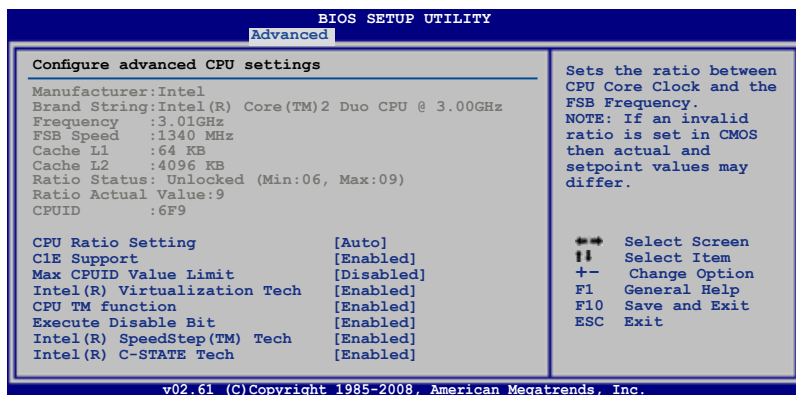 BIOS SETUP UTILITY
Advanced
Configure advanced CPU settings
Manufacturer:Intel
Brand String:Intel(R) Core(TM)2 Duo CPU @ 3.00GHz
Frequency :3.01GHz
FSB Speed :1340 MHz
Cache L1 :64 KB
Cache L2 :4096 KB
Ratio Status: Unlocked (Min:06, Max:09)
Ratio Actual Value:9
CPUID :6F9
CPU Ratio Setting [Auto]
C1E Support [Enabled]
Max CPUID Value Limit [Disabled]
Intel(R) Virtualization Tech [Enabled]
CPU TM function [Enabled]
Execute Disable Bit [Enabled]
Intel(R) SpeedStep(TM) Tech [Enabled]
Intel(R) C-STATE Tech [Enabled]
Sets the ratio between
CPU Core Clock and the
FSB Frequency.
NOTE: If an invalid
ratio is set in CMOS
then actual and
setpoint values may
differ.
←→ Select Screen
↑↓ Select Item
+- Change Option
F1 General Help
F10 Save and Exit
ESC Exit
v02.61 (C)Copyright 1985-2008, American Megatrends, Inc.